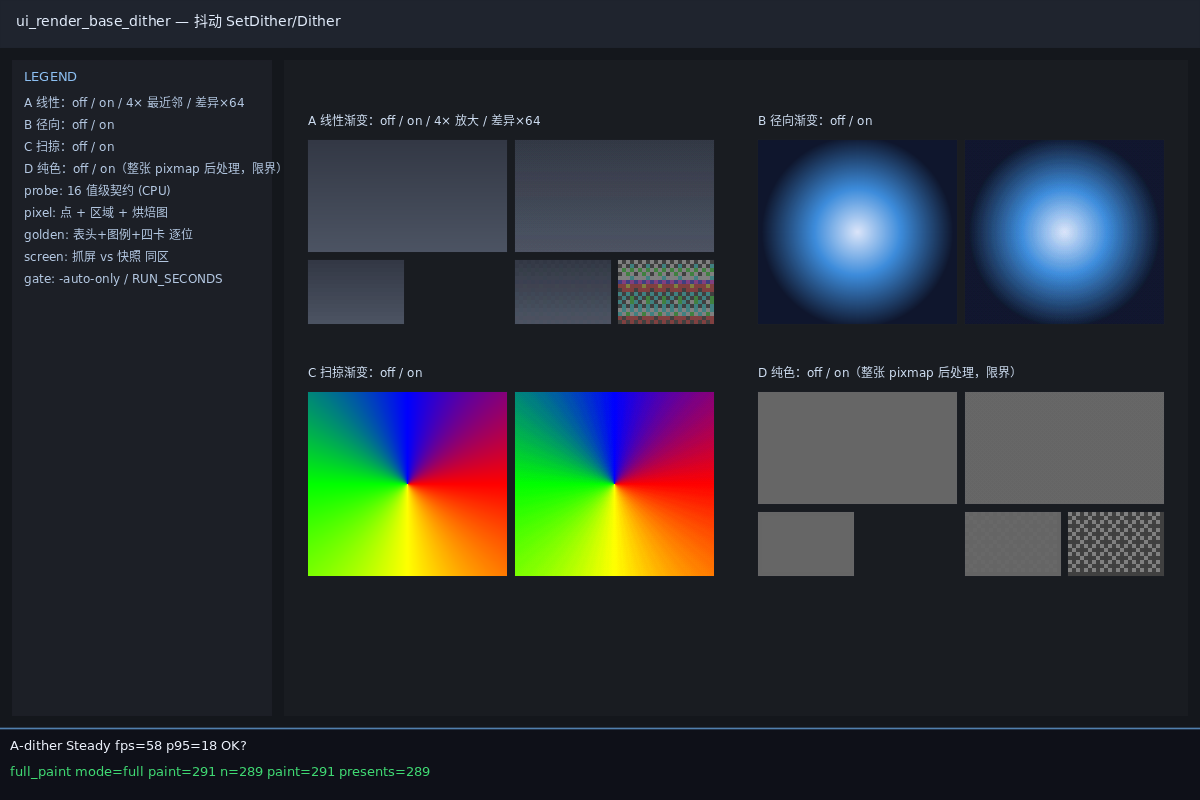 ui_render_base_dither — 抖动 SetDither/Dither
LEGEND
A 线性: off / on / 4× 最近邻 / 差异×64
B 径向: off / on
C 扫掠: off / on
D 纯色: off / on（整张 pixmap 后处理，限界）
probe: 16 值级契约 (CPU)
pixel: 点 + 区域 + 烘焙图
golden: 表头+图例+四卡 逐位
screen: 抓屏 vs 快照 同区
gate: -auto-only / RUN_SECONDS
A 线性渐变: off / on / 4× 放大 / 差异×64
B 径向渐变: off / on
C 扫掠渐变: off / on
D 纯色: off / on（整张 pixmap 后处理，限界）
A-dither Steady fps=58 p95=18 OK?
full_paint mode=full paint=291 n=289 paint=291 presents=289